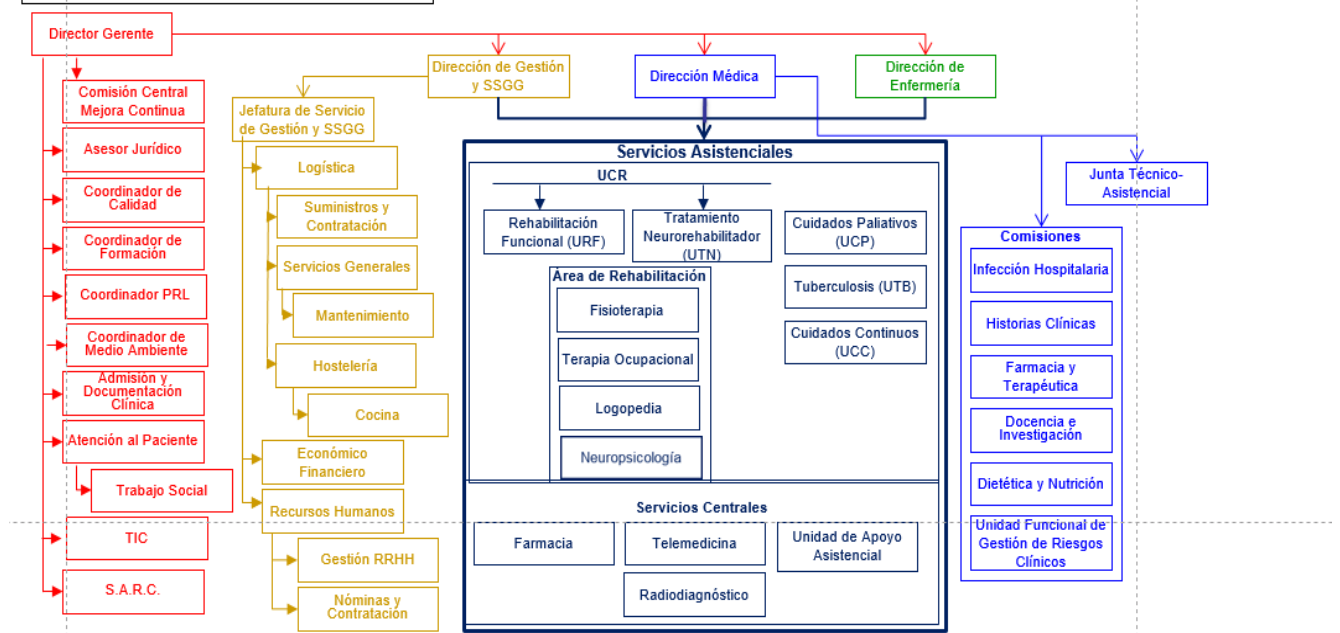 Director Gerente
Comisión Central
Mejora Continua
Asesor Jurídico
Coordinador de
Calidad
Coordinador de
Formación
Coordinador PRL
Coordinador de
Medio Ambiente
Admisión y
Documentación
Clínica
Atención al Paciente
Trabajo Social
TIC
S.A.R.C.
Dirección de Gestión
y SSGG
Jefatura de Servicio
de Gestión y SSGG
Logística
Suministros y
Contratación
Servicios Generales
Mantenimiento
Hostelería
Cocina
Económico
Financiero
Recursos Humanos
Gestión RRHH
Nóminas y
Contratación
Dirección Médica
Dirección de
Enfermería
Servicios Asistenciales
UCR
Rehabilitación
Funcional (URF)
Tratamiento
Neurorehabilitador
(UTN)
Área de Rehabilitación
Fisioterapia
Terapia Ocupacional
Logopedia
Neuropsicología
Cuidados Paliativos
(UCP)
Tuberculosis (UTB)
Cuidados Continuos
(UCC)
Servicios Centrales
Farmacia
Telemedicina
Unidad de Apoyo
Asistencial
Radiodiagnóstico
Junta Técnico-
Asistencial
Comisiones
Infección Hospitalaria
Historias Clínicas
Farmacia y
Terapéutica
Docencia e
Investigación
Dietética y Nutrición
Unidad Funcional de
Gestión de Riesgos
Clínicos